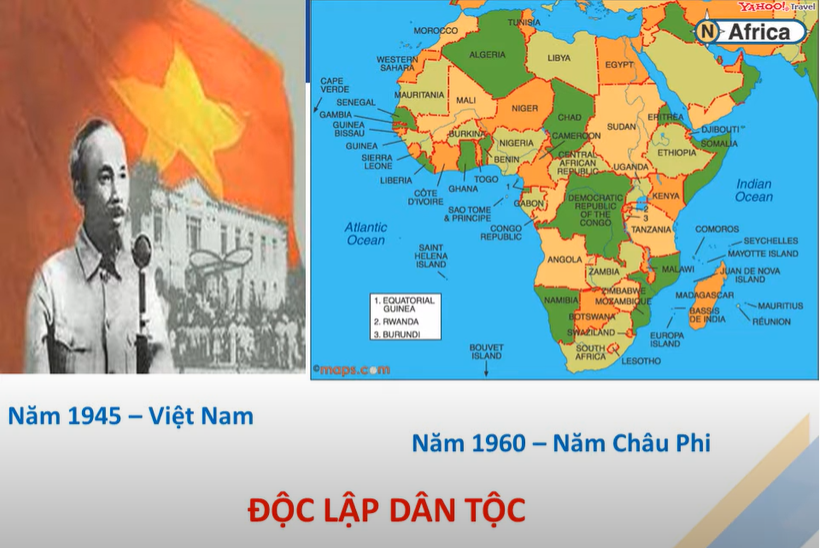 YAHOO! Travel
N Africa
TUNISIA
MOROCCO
ALGERIA
LIBYA
EGYPT
WESTERN
SAHARA
CAPE
VERDE
MAURITANIA
MALI
NIGER
CHAD
SUDAN
ERITREA
DJIBOUTI
SOMALIA
SENEGAL
GAMBIA
GUINEA
BISSAU
GUINEA
SIERRA
LEONE
LIBERIA
CÔTE
D'IVOIRE
BURKINA
GHANA
TOGO
BENIN
NIGERIA
CAMEROON
CENTRAL
AFRICAN
REPUBLIC
ETHIOPIA
UGANDA
KENYA
SAO TOME
& PRINCIPE
1
GABON
CONGO
REPUBLIC
DEMOCRATIC
REPUBLIC
OF THE
CONGO
2
3
TANZANIA
Indian
Ocean
Atlantic
Ocean
SAINT
HELENA
ISLAND
ANGOLA
ZAMBIA
MALAWI
COMOROS
SEYCHELLES
MAYOTTE ISLAND
JUAN DE NOVA
ISLAND
MADAGASCAR
MAURITIUS
RÉUNION
BASSIS
DE INDIA
EUROPA
ISLAND
ZIMBABWE
MOZAMBIQUE
NAMIBIA
BOTSWANA
SWAZILAND
SOUTH
AFRICA
LESOTHO
BOUVET
ISLAND
1. EQUATORIAL
GUINEA
2. RWANDA
3. BURUNDI
©maps.com
Năm 1945 – Việt Nam
Năm 1960 – Năm Châu Phi
ĐỘC LẬP DÂN TỘC